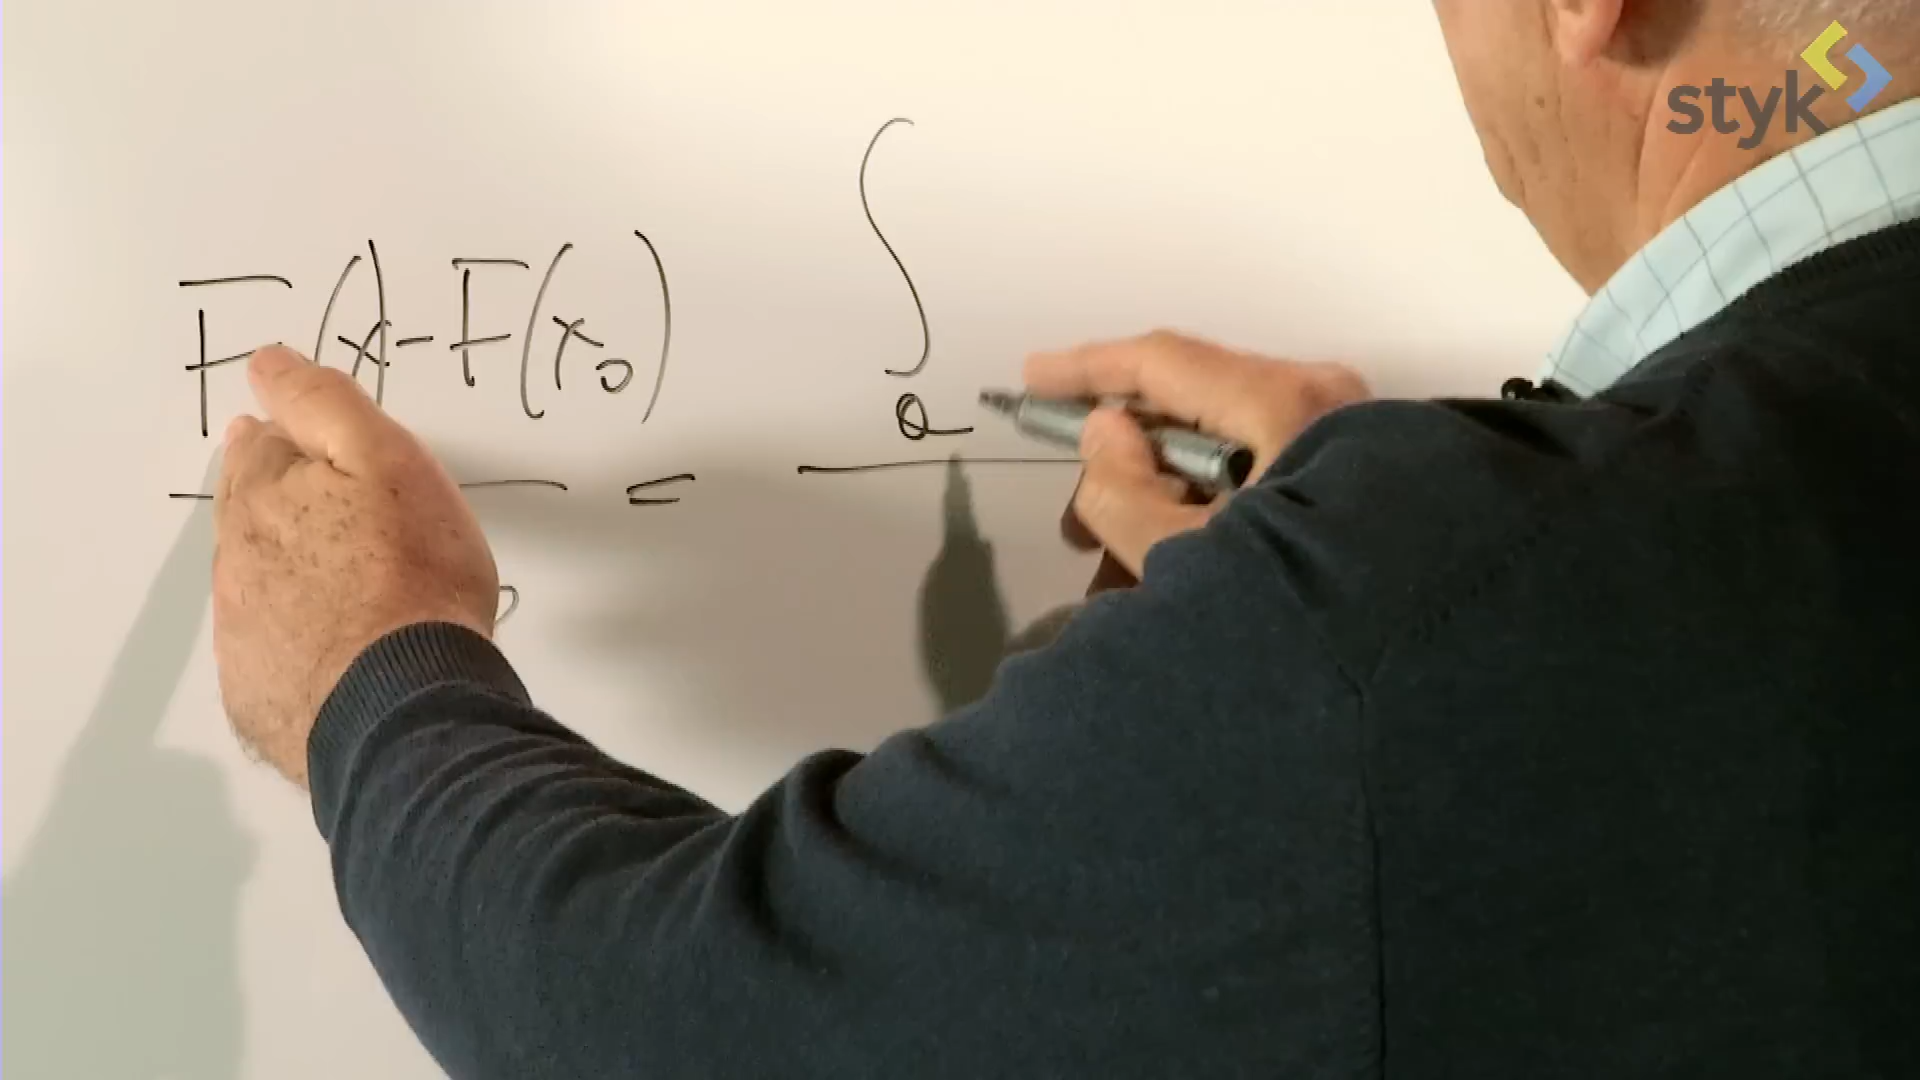 styk
F(x)-F(x₀) = ∫a